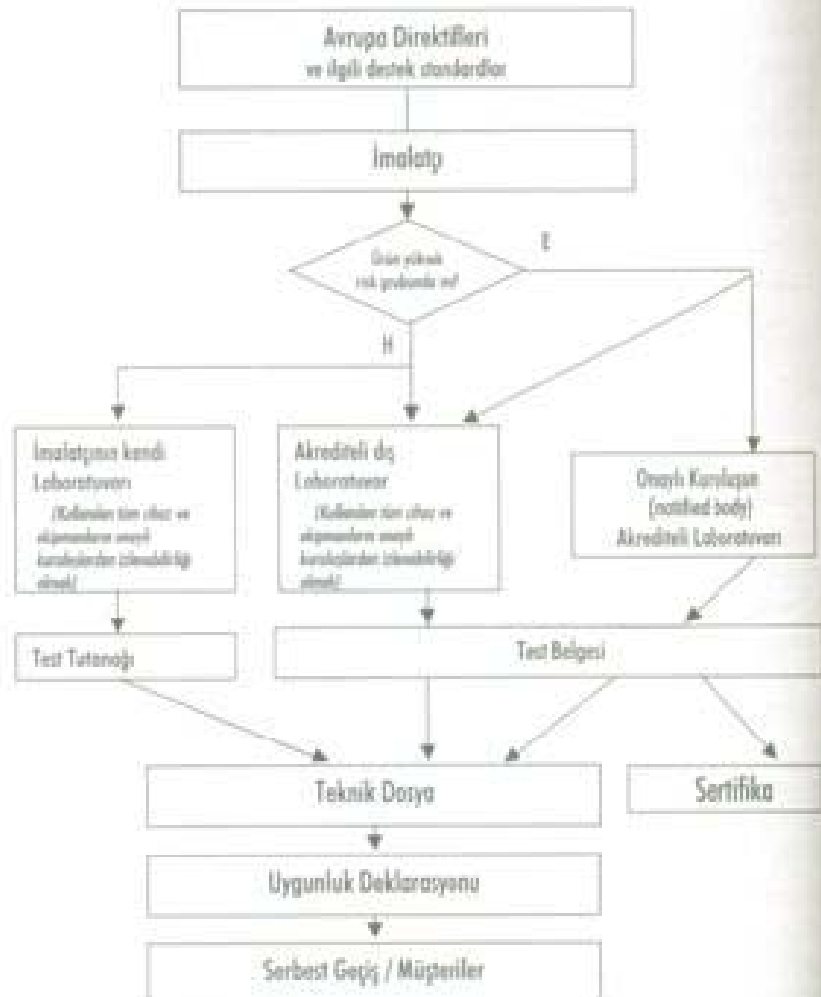 Avrupa Direktifleri
ve ilgili destek standardlar
İmalatçı
E
Ürün yüksek
risk grubunda mı?
H
İmalatçının kendi
Laboratuvarı
(Kullanılan tüm cihaz ve
ekipmanların onaylı
kuruluşlardan izlenebilirliği
olmalı)
Akrediteli dış
Laboratuvar
(Kullanılan tüm cihaz ve
ekipmanların onaylı
kuruluşlardan izlenebilirliği
olmalı)
Onaylı Kuruluşun
(notified body)
Akrediteli Laboratuvarı
Test Tutanağı
Test Belgesi
Teknik Dosya
Sertifika
Uygunluk Deklarasyonu
Serbest Geçiş / Müşteriler